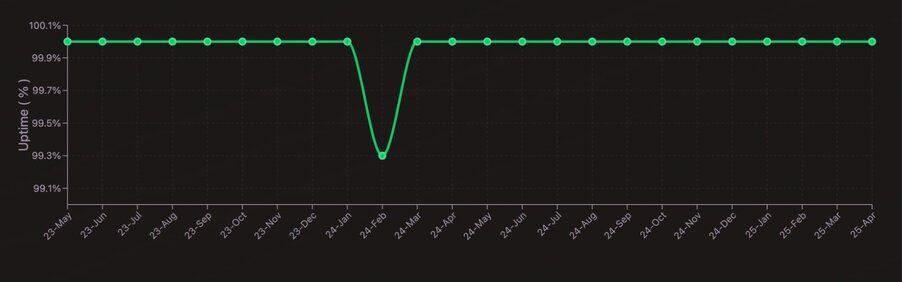 100.1%
99.9%
99.7%
99.5%
99.3%
99.1%
Uptime ( % )
23-May
23-Jun
23-Jul
23-Aug
23-Sep
23-Oct
23-Nov
23-Dec
24-Jan
24-Feb
24-Mar
24-Apr
24-May
24-Jun
24-Jul
24-Aug
24-Sep
24-Oct
24-Nov
24-Dec
25-Jan
25-Feb
25-Mar
25-Apr